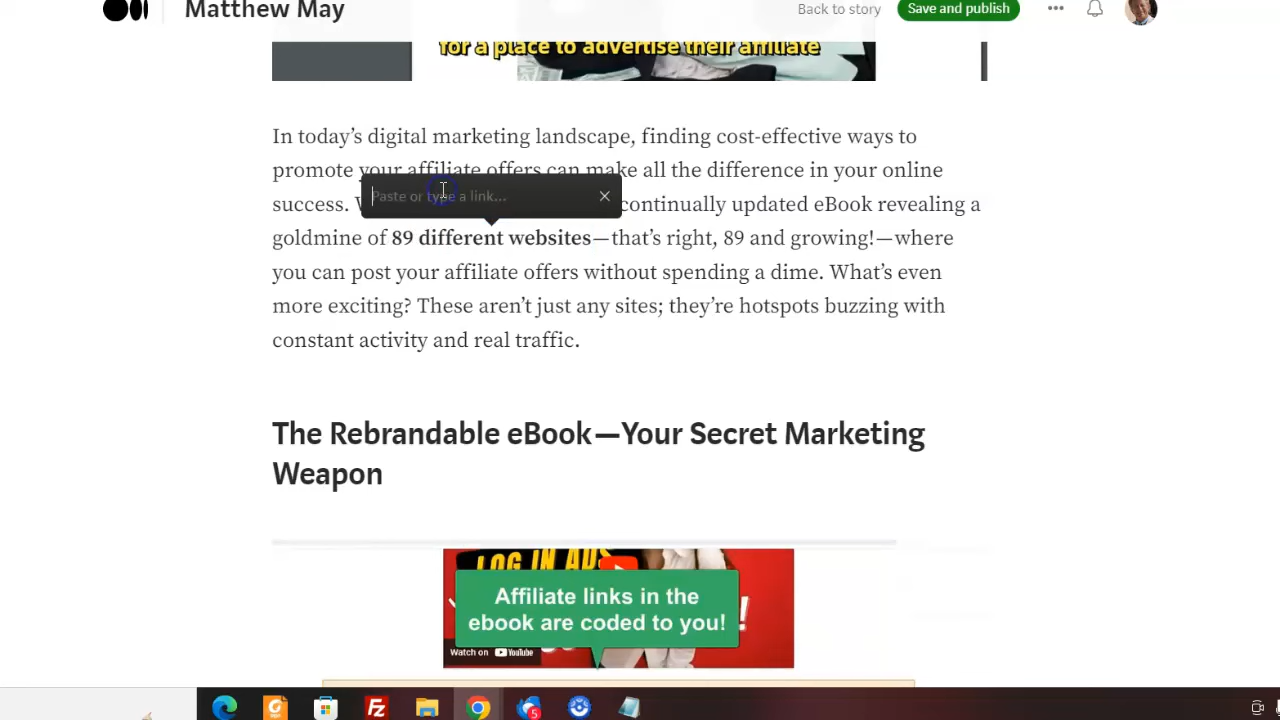 Matthew May
Back to story
Save and publish
for a place to advertise their affiliate
In today’s digital marketing landscape, finding cost-effective ways to
promote your affiliate offers can make all the difference in your online
success.
Paste or type a link...
continually updated eBook revealing a
goldmine of 89 different websites—that’s right, 89 and growing!—where
you can post your affiliate offers without spending a dime. What’s even
more exciting? These aren’t just any sites; they’re hotspots buzzing with
constant activity and real traffic.
The Rebrandable eBook—Your Secret Marketing
Weapon
LOG IN ADS
Affiliate links in the
ebook are coded to you!
!
Watch on YouTube
5